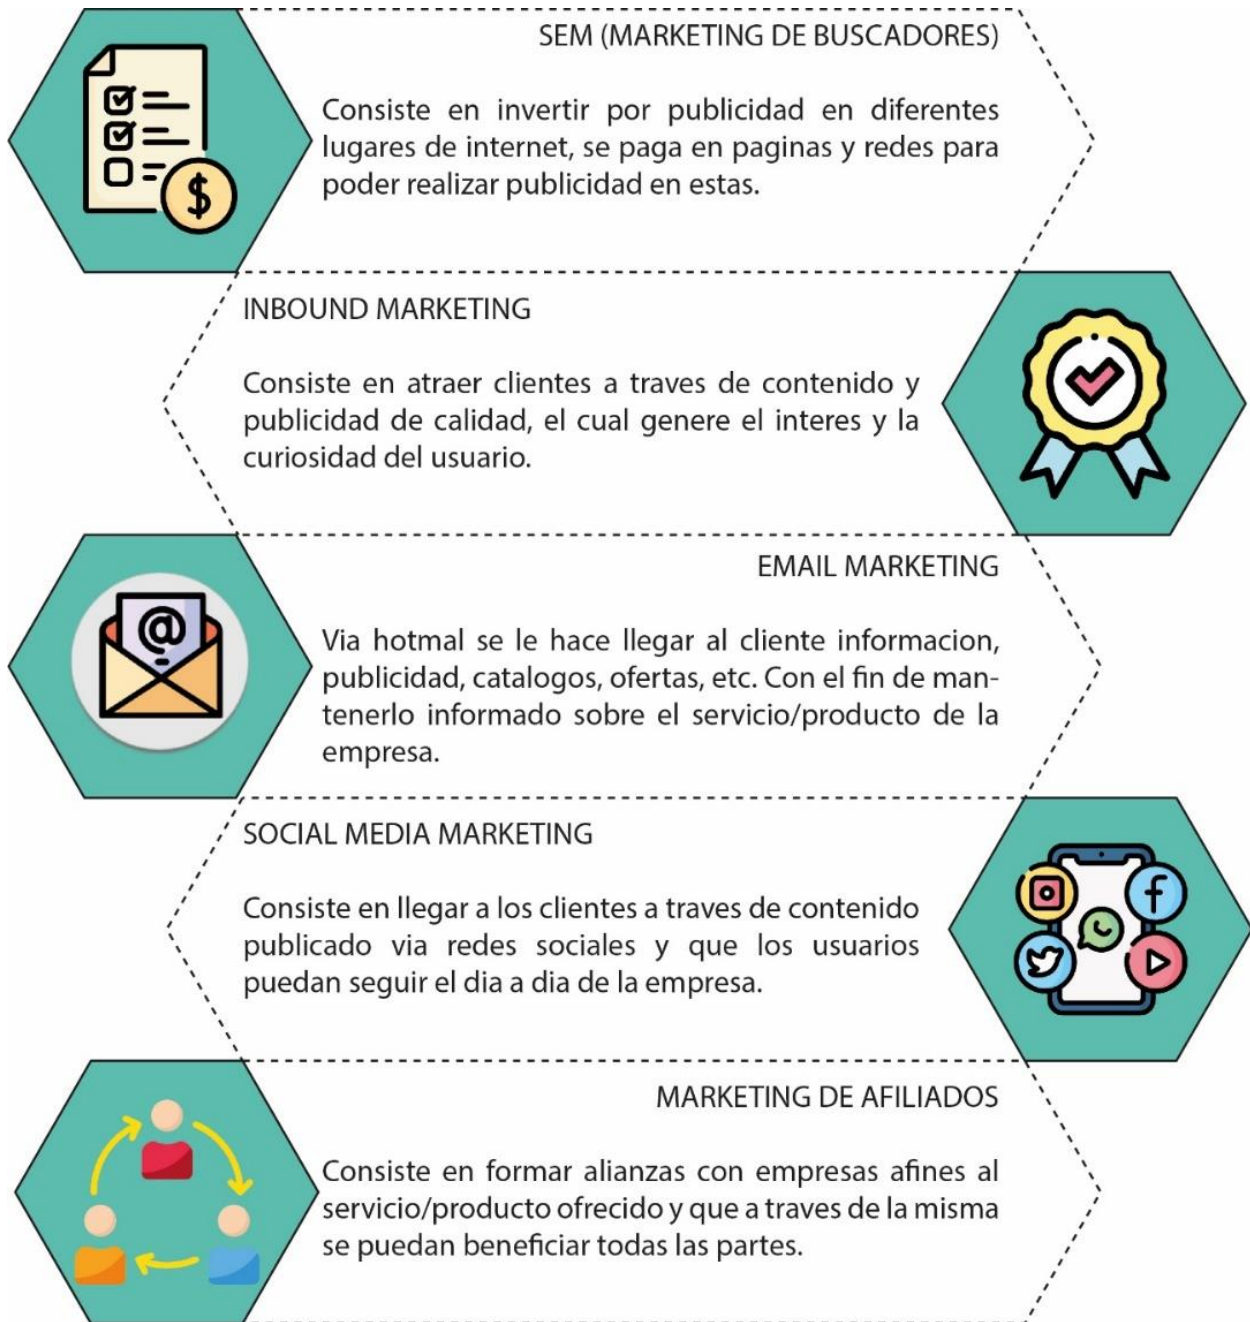 SEM (MARKETING DE BUSCADORES)
Consiste en invertir por publicidad en diferentes
lugares de internet, se paga en paginas y redes para
poder realizar publicidad en estas.
INBOUND MARKETING
Consiste en atraer clientes a traves de contenido y
publicidad de calidad, el cual genere el interes y la
curiosidad del usuario.
EMAIL MARKETING
Via hotmal se le hace llegar al cliente informacion,
publicidad, catalogos, ofertas, etc. Con el fin de man-
tenerlo informado sobre el servicio/producto de la
empresa.
SOCIAL MEDIA MARKETING
Consiste en llegar a los clientes a traves de contenido
publicado via redes sociales y que los usuarios
puedan seguir el dia a dia de la empresa.
MARKETING DE AFILIADOS
Consiste en formar alianzas con empresas afines al
servicio/producto ofrecido y que a traves de la misma
se puedan beneficiar todas las partes.